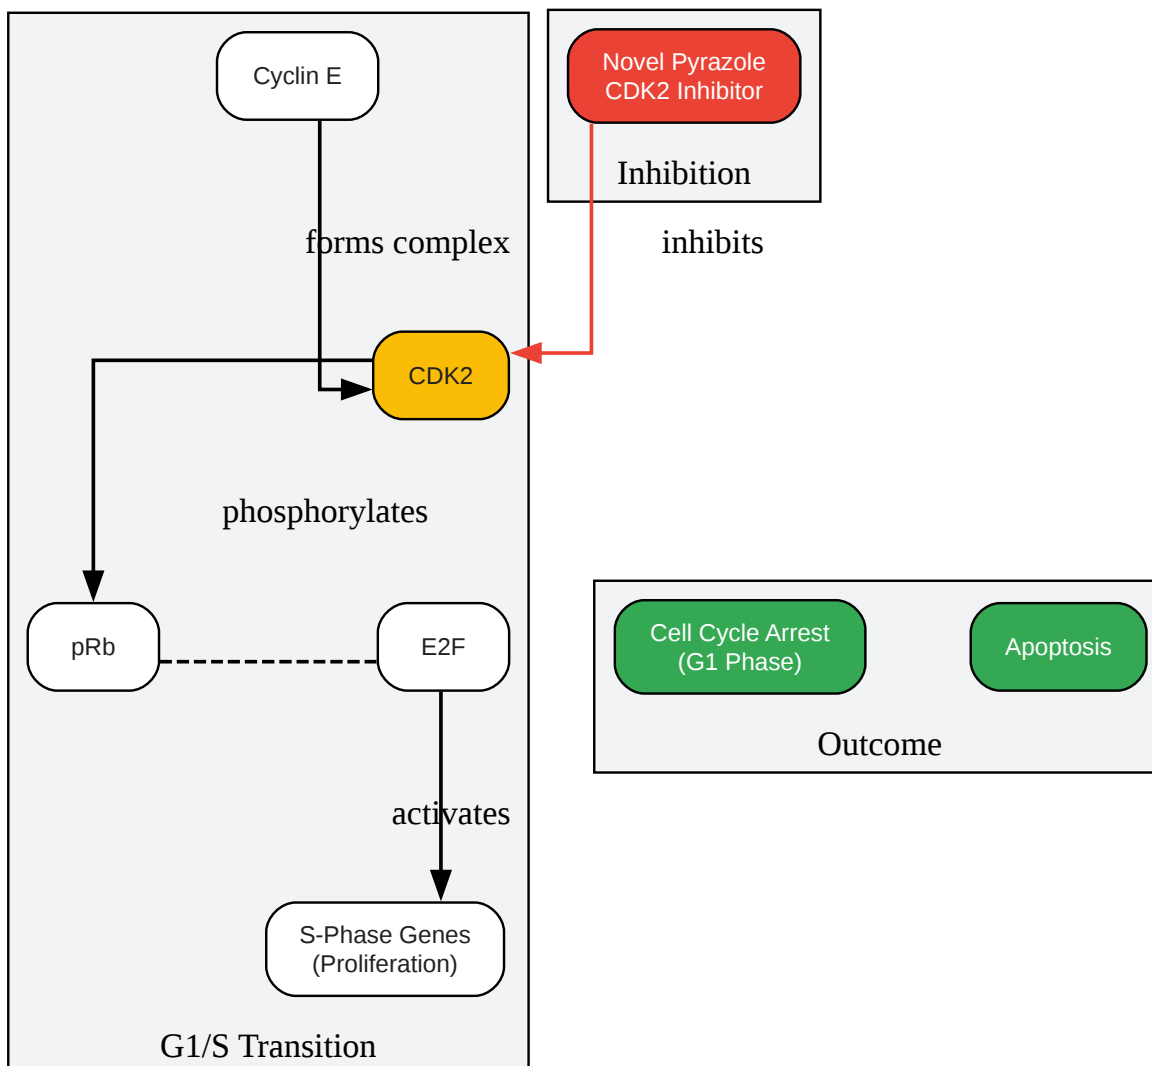 Cyclin E
Novel Pyrazole
CDK2 Inhibitor
Inhibition
forms complex
inhibits
CDK2
phosphorylates
pRb
E2F
Cell Cycle Arrest
(G1 Phase)
Apoptosis
Outcome
activates
S-Phase Genes
(Proliferation)
G1/S Transition